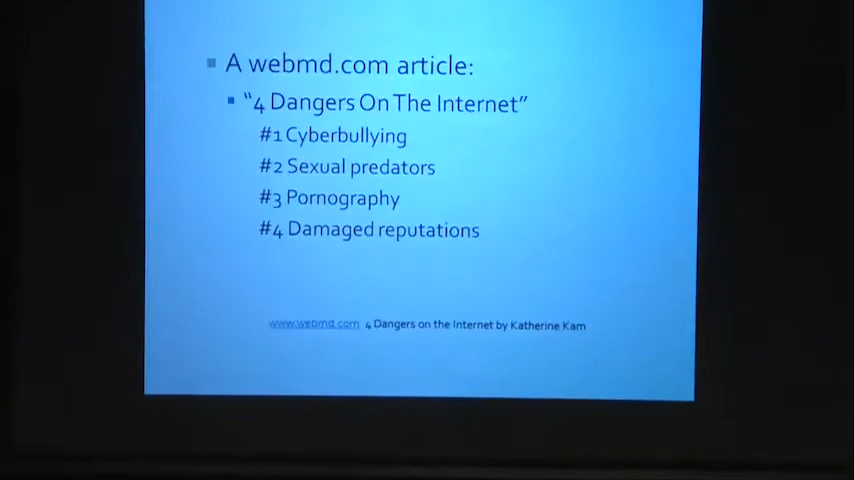 A webmd.com article:
"4 Dangers On The Internet"
#1 Cyberbullying
#2 Sexual predators
#3 Pornography
#4 Damaged reputations
www.webmd.com 4 Dangers on the Internet by Katherine Kam